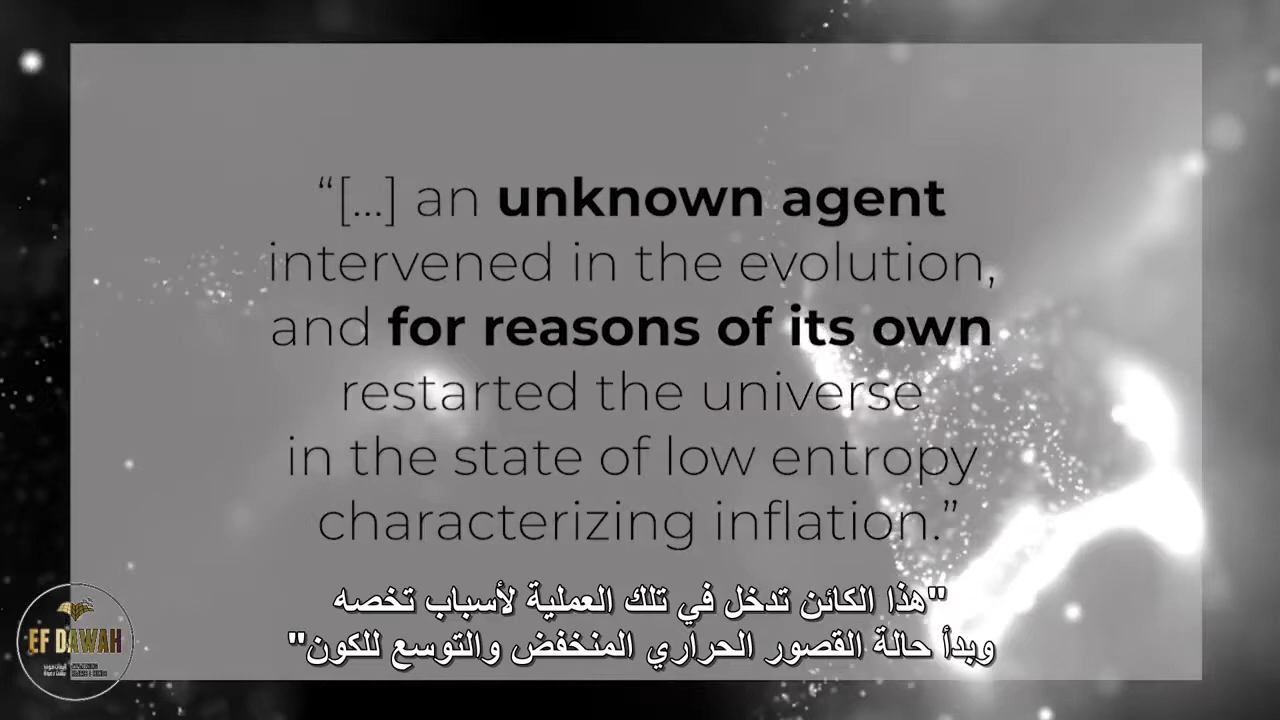 “[...] an unknown agent
intervened in the evolution,
and for reasons of its own
restarted the universe
in the state of low entropy
characterizing inflation.”
"هذا الكائن تدخل في تلك العملية لأسباب تخصه
وبدأ حالة القصور الحراري المنخفض والتوسع للكون"
EF DAWAH